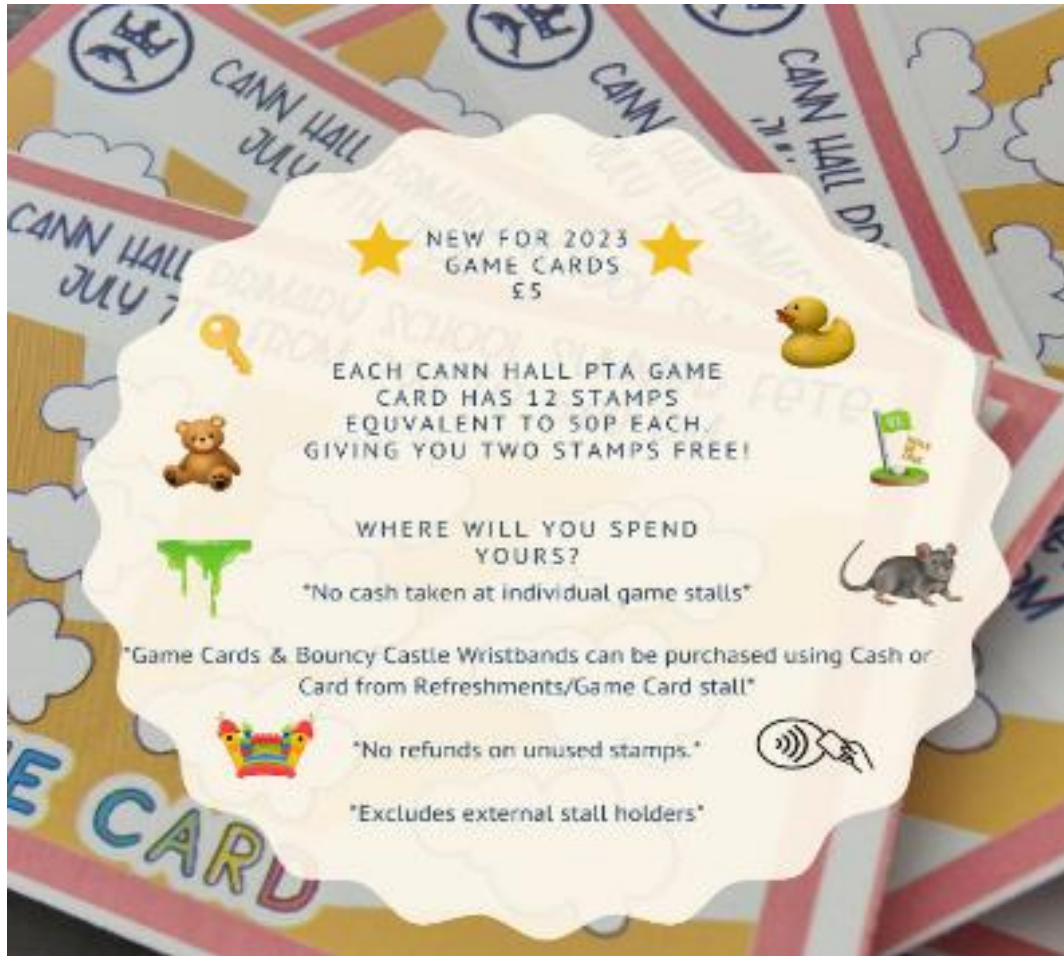 CANN HALL
JULY
CANN
CANN HALL
CANN HALL
JULY
NEW FOR 2023
GAME CARDS
£5
EACH CANN HALL PTA GAME
CARD HAS 12 STAMPS
EQUVALENT TO 50P EACH.
GIVING YOU TWO STAMPS FREE!
WHERE WILL YOU SPEND
YOURS?
*No cash taken at individual game stalls*
*Game Cards & Bouncy Castle Wristbands can be purchased using Cash or
Card from Refreshments/Game Card stall*
*No refunds on unused stamps.*
*Excludes external stall holders*
CARD